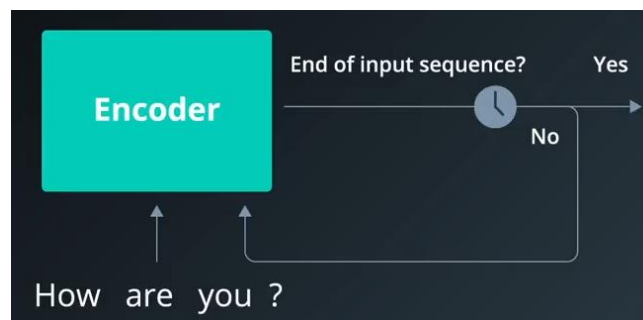 End of input sequence? Yes
Encoder
No
How are you ?